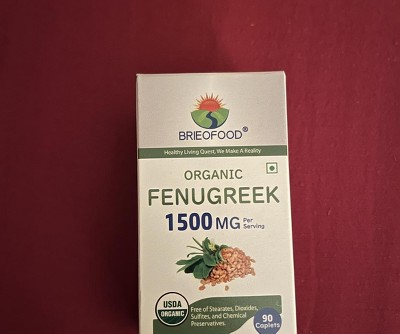 BRIEOFOOD®
Healthy Living Quest, We Make A Reality
ORGANIC
FENUGREEK
1500 MG Per Serving
USDA
ORGANIC
Free of Stearates, Dioxides,
Sulfites, and Chemical
Preservatives.
90
Caplets